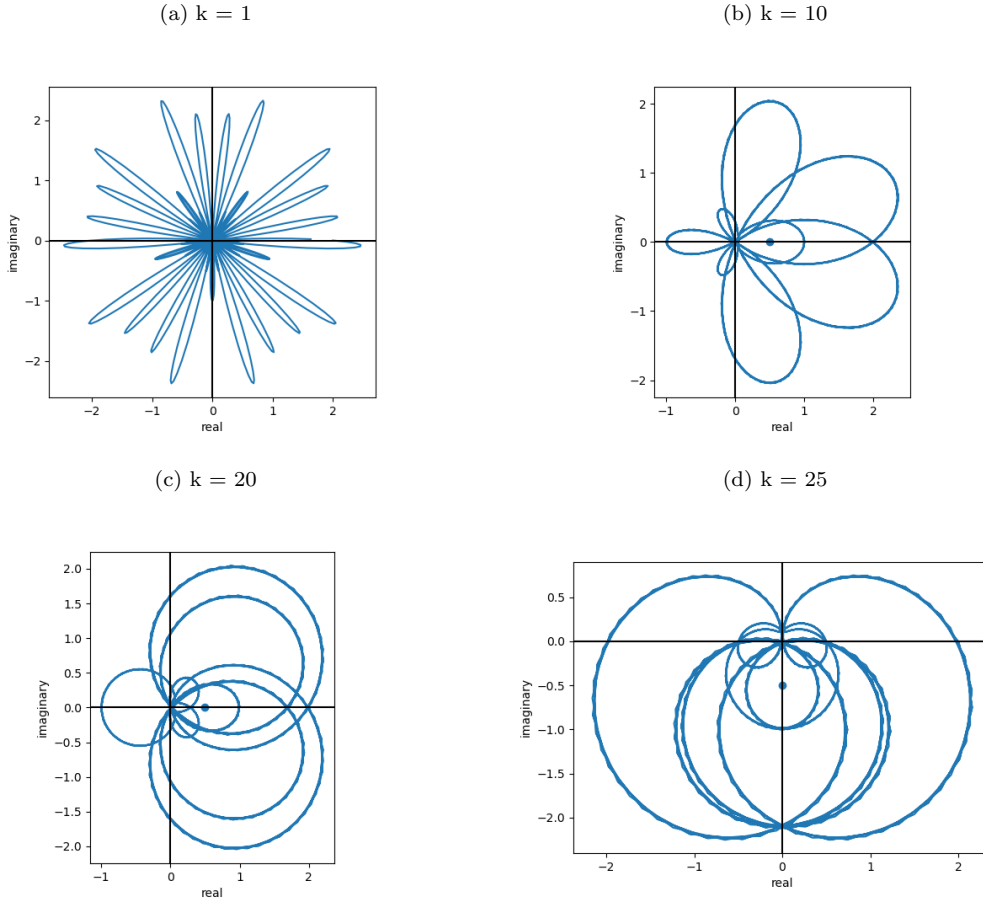 (a) k = 1
(b) k = 10
2
1
0
−1
−2
imaginary
−2 −1 0 1 2
real
2
1
0
−1
−2
imaginary
−1 0 1 2
real
(c) k = 20
(d) k = 25
2.0
1.5
1.0
0.5
0.0
−0.5
−1.0
−1.5
−2.0
imaginary
−1 0 1 2
real
0.5
0.0
−0.5
−1.0
−1.5
−2.0
imaginary
−2 −1 0 1 2
real